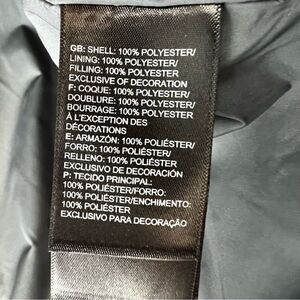 GB: SHELL: 100% POLYESTER/
LINING: 100% POLYESTER/
FILLING: 100% POLYESTER
EXCLUSIVE OF DECORATION
F: COQUE: 100% POLYESTER/
DOUBLURE: 100% POLYESTER/
BOURRAGE: 100% POLYESTER
À L'EXCEPTION DES
DÉCORATIONS
E: ARMAZÓN: 100% POLIÉSTER/
FORRO: 100% POLIÉSTER/
RELLENO: 100% POLIÉSTER
EXCLUSIVO DE DECORACIÓN
P: TECIDO PRINCIPAL:
100% POLIÉSTER/FORRO:
100% POLIÉSTER/ENCHIMENTO:
100% POLIÉSTER
EXCLUSIVO PARA DECORAÇÃO